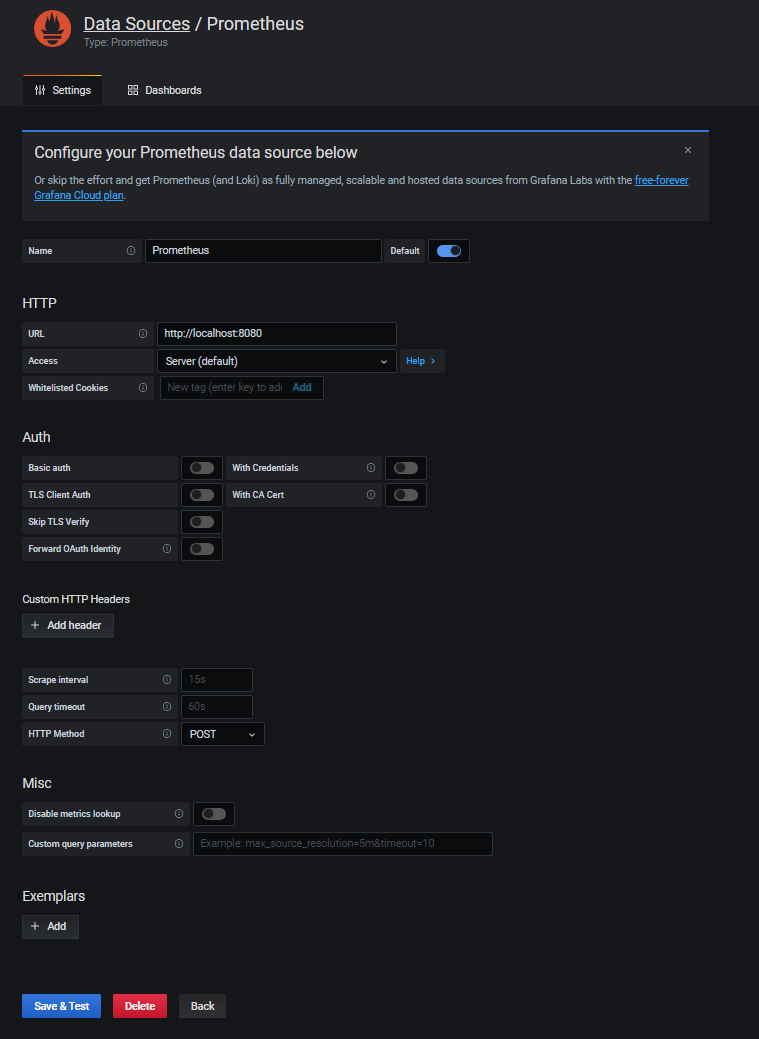 Data Sources / Prometheus
Type: Prometheus
Settings Dashboards
Configure your Prometheus data source below
Or skip the effort and get Prometheus (and Loki) as fully managed, scalable and hosted data sources from Grafana Labs with the free-forever
Grafana Cloud plan.
Name Prometheus Default
HTTP
URL http://localhost:8080
Access Server (default) Help >
Whitelisted Cookies New tag (enter key to add Add
Auth
Basic auth With Credentials
TLS Client Auth With CA Cert
Skip TLS Verify
Forward OAuth Identity
Custom HTTP Headers
+ Add header
Scrape interval 15s
Query timeout 60s
HTTP Method POST
Misc
Disable metrics lookup
Custom query parameters Example: max_source_resolution=5m&timeout=10
Exemplars
+ Add
Save & Test Delete Back